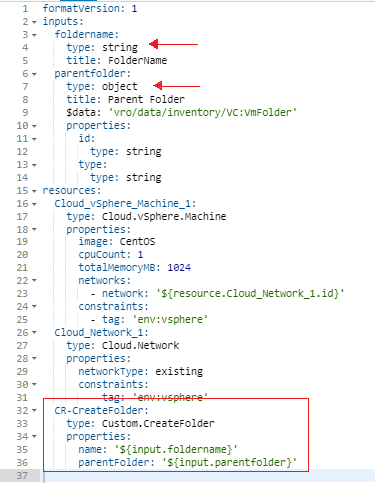 1 formatVersion: 1
2 inputs:
3 foldername:
4 type: string
5 title: FolderName
6 parentfolder:
7 type: object
8 title: Parent Folder
9 $data: 'vro/data/inventory/VC:VmFolder'
10 properties:
11 id:
12 type: string
13 type:
14 type: string
15 resources:
16 Cloud_vSphere_Machine_1:
17 type: Cloud.vSphere.Machine
18 properties:
19 image: CentOS
20 cpuCount: 1
21 totalMemoryMB: 1024
22 networks:
23 - network: '${resource.Cloud_Network_1.id}'
24 constraints:
25 - tag: 'env:vsphere'
26 Cloud_Network_1:
27 type: Cloud.Network
28 properties:
29 networkType: existing
30 constraints:
31 - tag: 'env:vsphere'
32 CR-CreateFolder:
33 type: Custom.CreateFolder
34 properties:
35 name: '${input.foldername}'
36 parentFolder: '${input.parentfolder}'
37